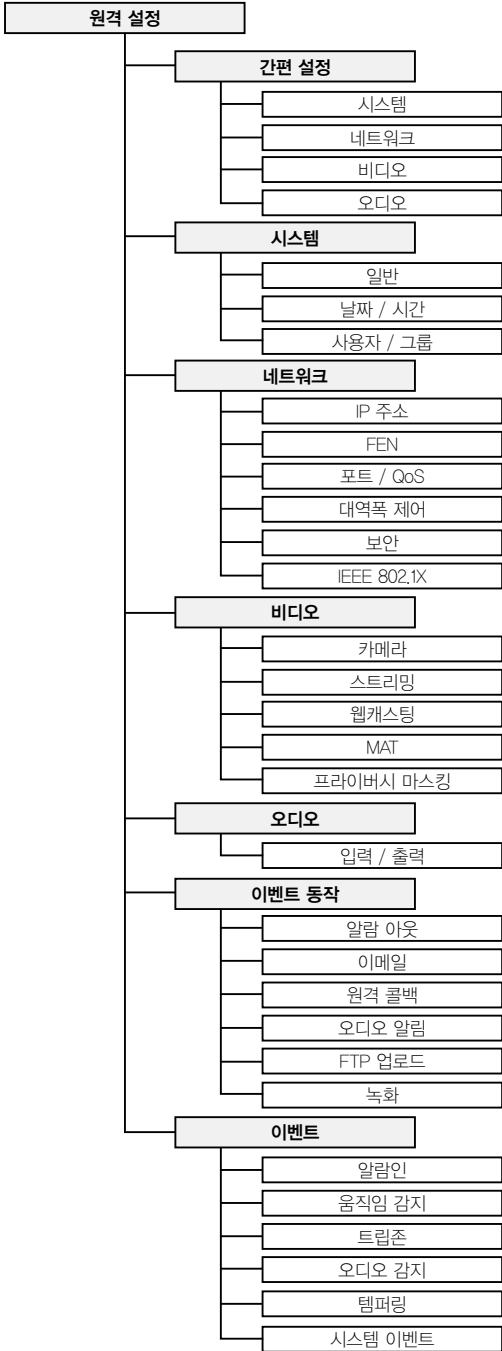 원격 설정
간편 설정
시스템
네트워크
비디오
오디오
시스템
일반
날짜 / 시간
사용자 / 그룹
네트워크
IP 주소
FEN
포트 / QoS
대역폭 제어
보안
IEEE 802.1X
비디오
카메라
스트리밍
웹캐스팅
MAT
프라이버시 마스킹
오디오
입력 / 출력
이벤트 동작
알람 아웃
이메일
원격 콜백
오디오 알림
FTP 업로드
녹화
이벤트
알람인
움직임 감지
트립존
오디오 감지
템퍼링
시스템 이벤트